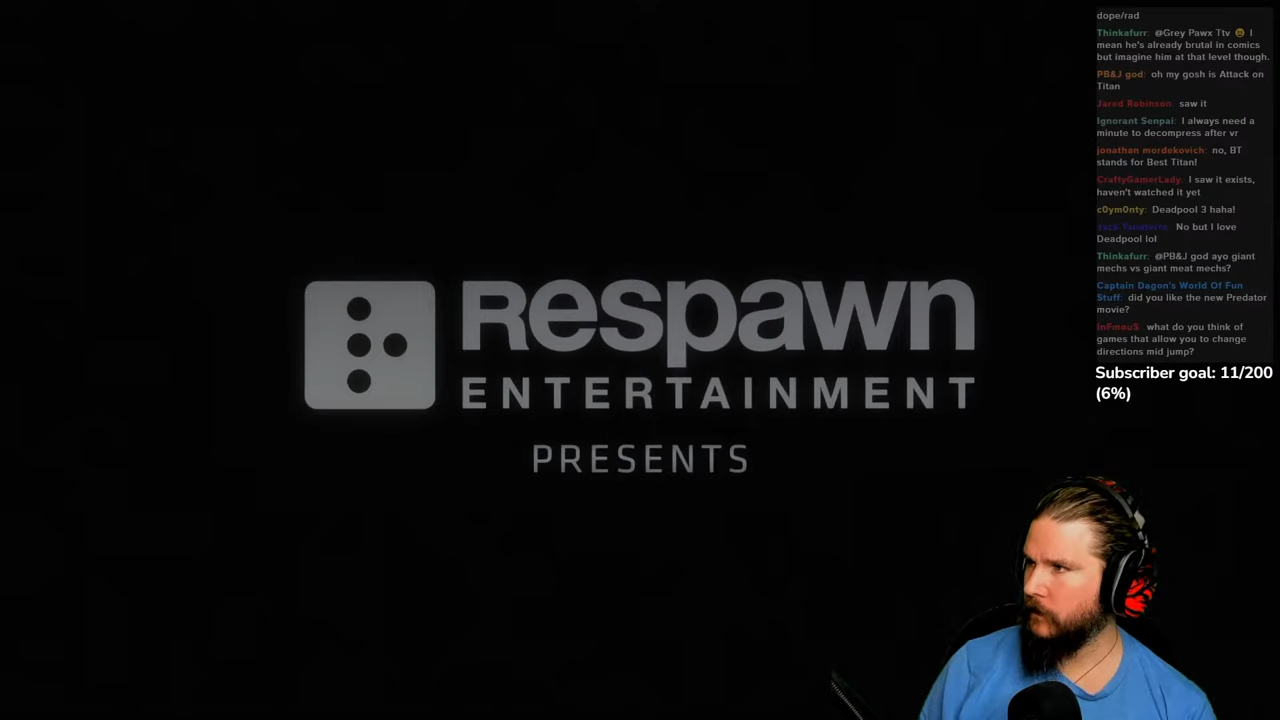 Respawn
ENTERTAINMENT
PRESENTS
dope/rad
Thinkafurr: @Grey Pawx Ttv 😫 I
mean he's already brutal in comics
but imagine him at that level though.
PB&J god: oh my gosh is Attack on
Titan
Jared Robinson: saw it
Ignorant Senpai: I always need a
minute to decompress after vr
jonathan mordekovich: no, BT
stands for Best Titan!
CraftyGamerLady: I saw it exists,
haven't watched it yet
c0ym0nty: Deadpool 3 haha!
No but I love
Deadpool lol
Thinkafurr: @PB&J god ayo giant
mechs vs giant meat mechs?
Captain Dagon's World Of Fun
Stuff: did you like the new Predator
movie?
inFmouS: what do you think of
games that allow you to change
directions mid jump?
Subscriber goal: 11/200
(6%)